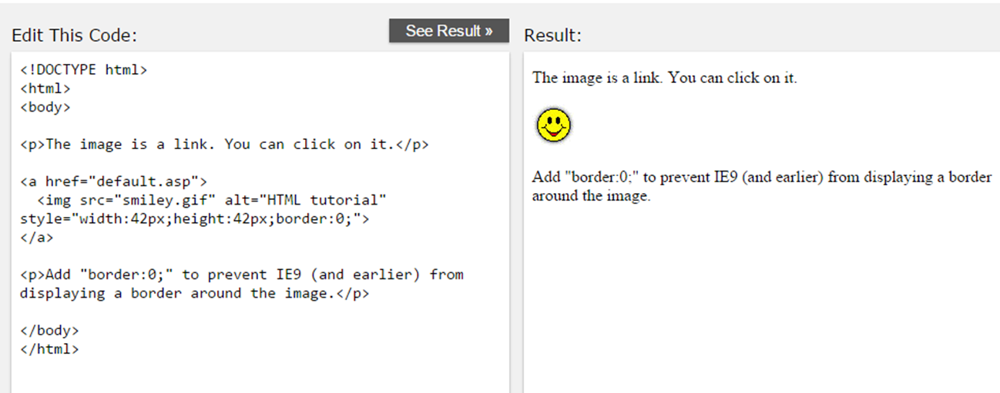 Edit This Code:
See Result »
<!DOCTYPE html>
<html>
<body>
<p>The image is a link. You can click on it.</p>
<a href="default.asp">
  <img src="smiley.gif" alt="HTML tutorial"
style="width:42px;height:42px;border:0;">
</a>
<p>Add "border:0;" to prevent IE9 (and earlier) from
displaying a border around the image.</p>
</body>
</html>
Result:
The image is a link. You can click on it.
Add "border:0;" to prevent IE9 (and earlier) from displaying a border
around the image.